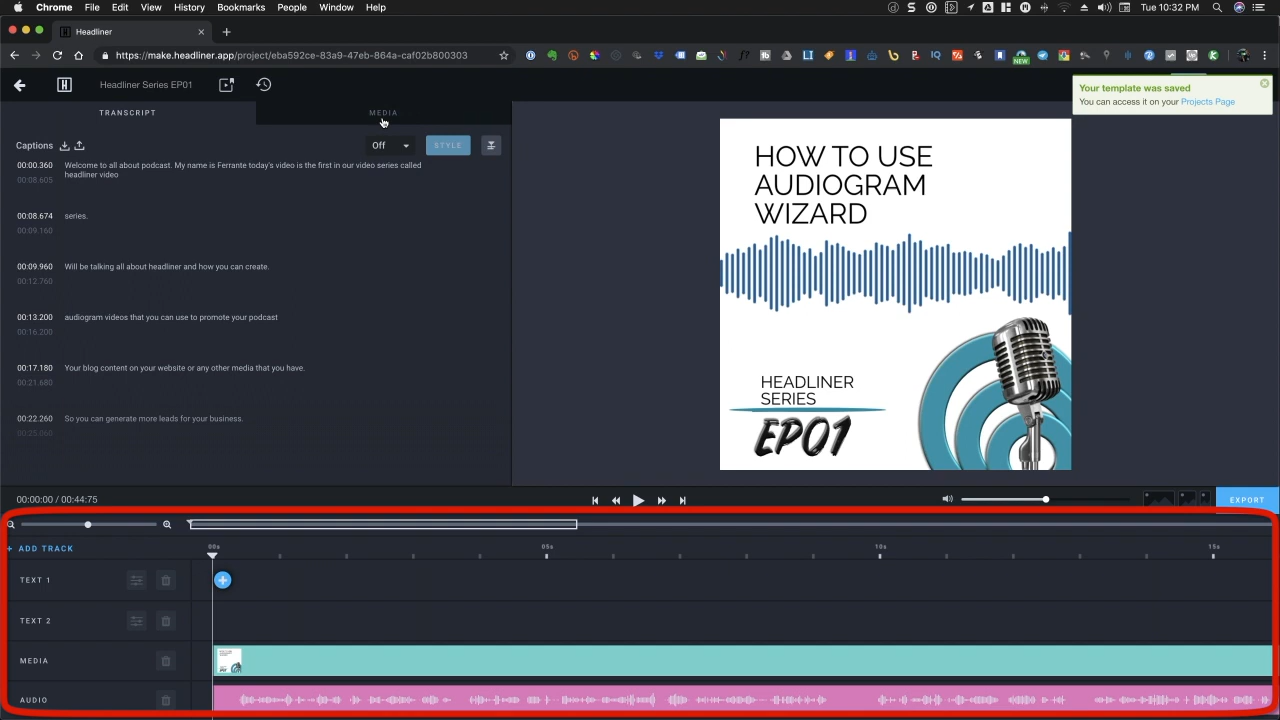 Chrome File Edit View History Bookmarks People Window Help
Tue 10:32 PM
Headliner
https://make.headliner.app/project/eba592ce-83a9-47eb-864a-caf02b800303
NEW
Headliner Series EP01
Your template was saved
You can access it on your Projects Page
TRANSCRIPT
MEDIA
Captions
Off
STYLE
00:00.360 Welcome to all about podcast. My name is Ferrante today's video is the first in our video series called
00:08.605 headliner video
00:08.674 series.
00:09.160
00:09.960 Will be talking all about headliner and how you can create.
00:12.760
00:13.200 audiogram videos that you can use to promote your podcast
00:16.200
00:17.180 Your blog content on your website or any other media that you have.
00:21.680
00:22.260 So you can generate more leads for your business.
00:25.060
HOW TO USE
AUDIOGRAM
WIZARD
HEADLINER
SERIES
EP01
00:00:00 / 00:44:75
EXPORT
+ ADD TRACK
00s 05s 10s 15s
TEXT 1
TEXT 2
MEDIA
AUDIO